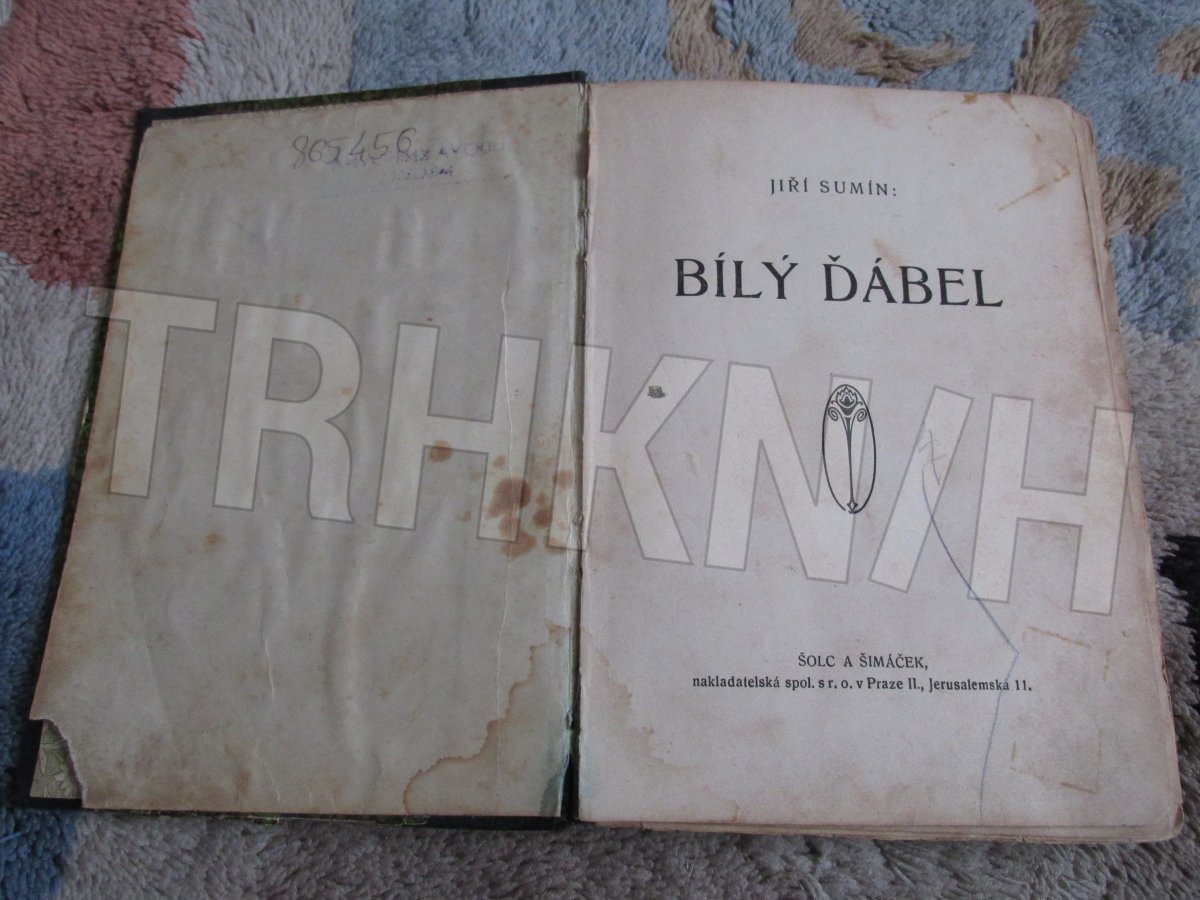 865456
JIŘÍ SUMÍN:
BÍLÝ ĎÁBEL
TRHKNIH
ŠOLC A ŠIMÁČEK,
nakladatelská spol. s r. o. v Praze II., Jerusalemská 11.